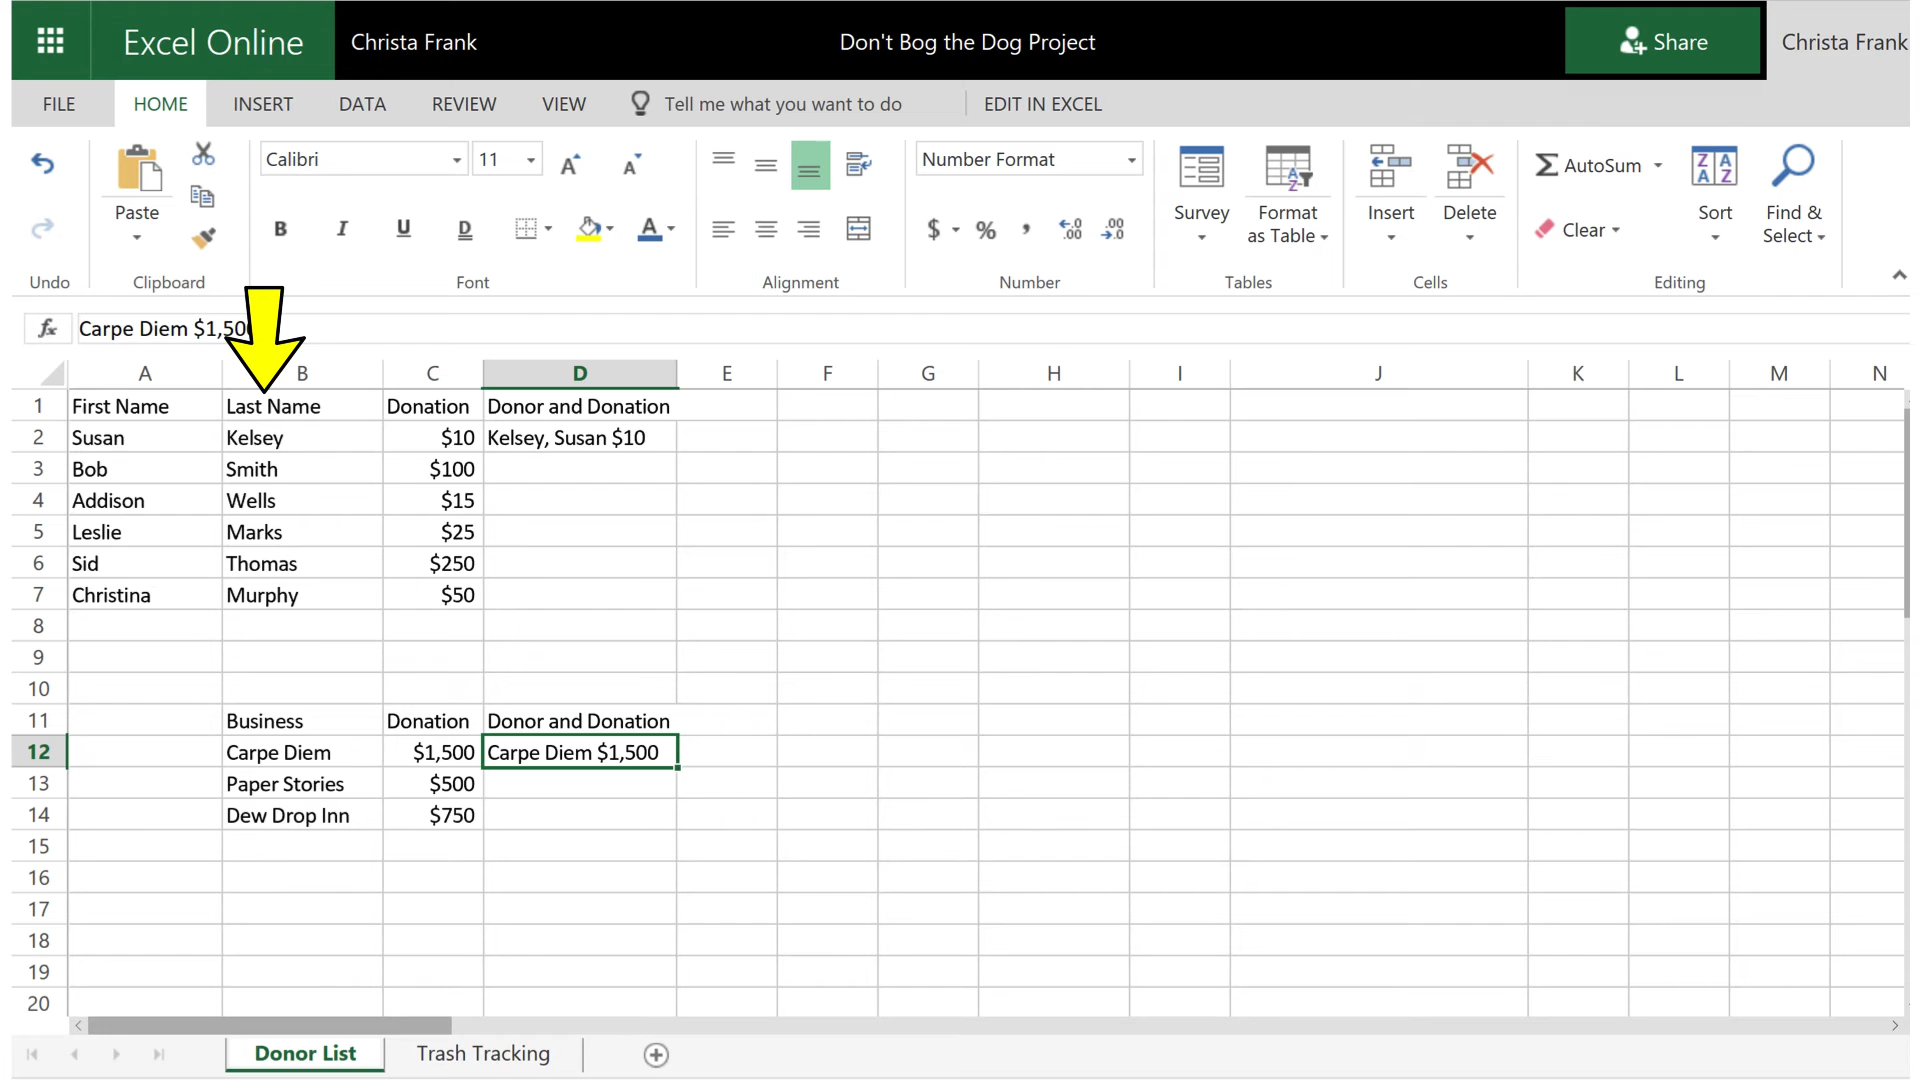 Excel Online Christa Frank Don't Bog the Dog Project Share Christa Frank
FILE HOME INSERT DATA REVIEW VIEW Tell me what you want to do EDIT IN EXCEL
Calibri 11 Number Format AutoSum
Paste Survey Format as Table Insert Delete Clear Sort Find & Select
B I U D A $ % , .00 .00
Undo Clipboard Font Alignment Number Tables Cells Editing
fx Carpe Diem $1,500
A B C D E F G H I J K L M N
1 First Name Last Name Donation Donor and Donation
2 Susan Kelsey $10 Kelsey, Susan $10
3 Bob Smith $100
4 Addison Wells $15
5 Leslie Marks $25
6 Sid Thomas $250
7 Christina Murphy $50
8
9
10
11 Business Donation Donor and Donation
12 Carpe Diem $1,500 Carpe Diem $1,500
13 Paper Stories $500
14 Dew Drop Inn $750
15
16
17
18
19
20
Donor List Trash Tracking